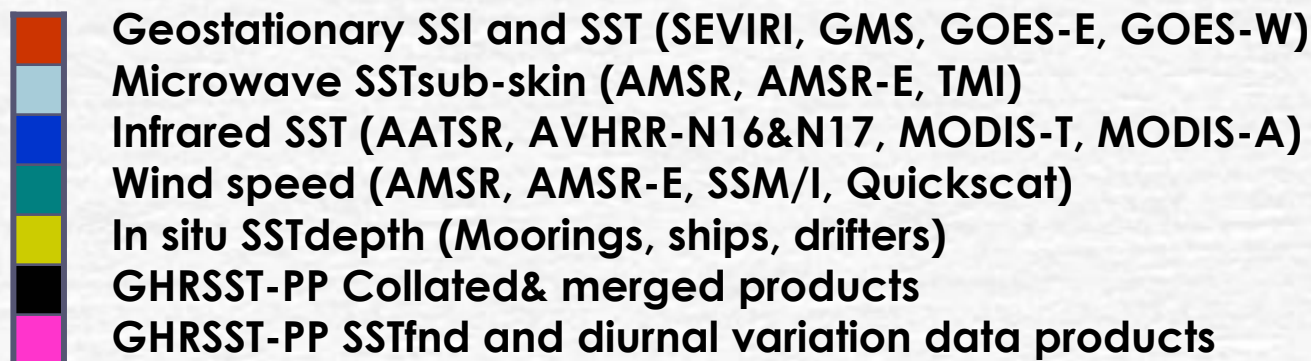 Geostationary SSI and SST (SEVIRI, GMS, GOES-E, GOES-W)
Microwave SSTsub-skin (AMSR, AMSR-E, TMI)
Infrared SST (AATSR, AVHRR-N16&N17, MODIS-T, MODIS-A)
Wind speed (AMSR, AMSR-E, SSM/I, Quickscat)
In situ SSTdepth (Moorings, ships, drifters)
GHRSST-PP Collated& merged products
GHRSST-PP SSTfnd and diurnal variation data products